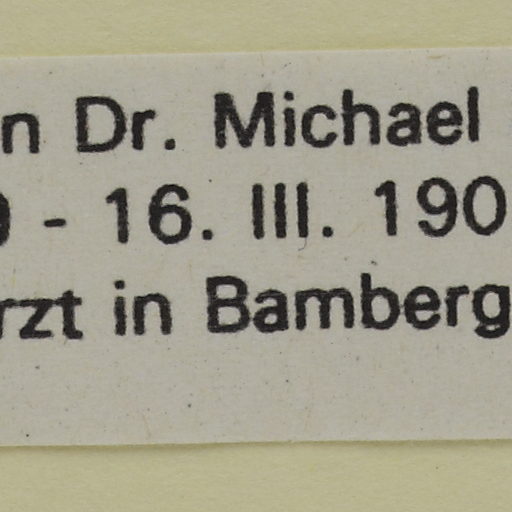 n Dr. Michael
9 - 16. III. 190
rzt in Bamberg